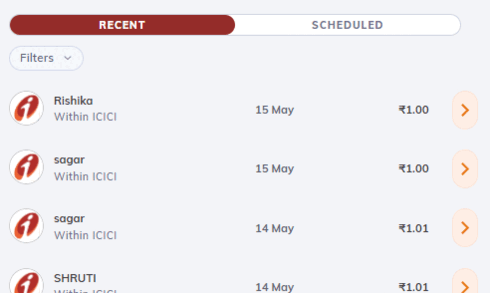 RECENT SCHEDULED
Filters
Rishika
Within ICICI
15 May ₹1.00
sagar
Within ICICI
15 May ₹1.00
sagar
Within ICICI
14 May ₹1.01
SHRUTI
Within ICICI
14 May ₹1.01